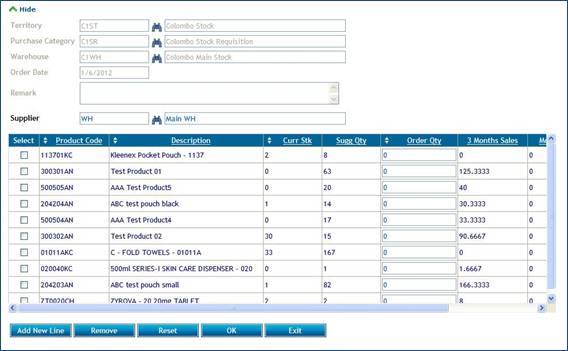 Hide
Territory C1ST Colombo Stock
Purchase Category C1SR Colombo Stock Requisition
Warehouse C1WH Colombo Main Stock
Order Date 1/6/2012
Remark
Supplier WH Main WH
Select Product Code Description Curr Stk Sugg Qty Order Qty 3 Months Sales
113701KC Kleenex Pocket Pouch - 1137 2 8 0 0
300301AN Test Product 01 0 63 0 125.3333
500505AN AAA Test Product5 0 20 0 40
204204AN ABC test pouch black 1 14 0 30.3333
500504AN AAA Test Product4 0 17 0 33.3333
300302AN Test Product 02 30 15 0 90.6667
01011AKC C - FOLD TOWELS - 01011A 33 167 0 0
020040KC 500ml SERIES-I SKIN CARE DISPENSER - 020 0 1 0 1.6667
204203AN ABC test pouch small 1 82 0 166.3333
ZT0020CH ZYROVA - 20 20mg TABLET 2 2 0 8
Add New Line Remove Reset OK Exit